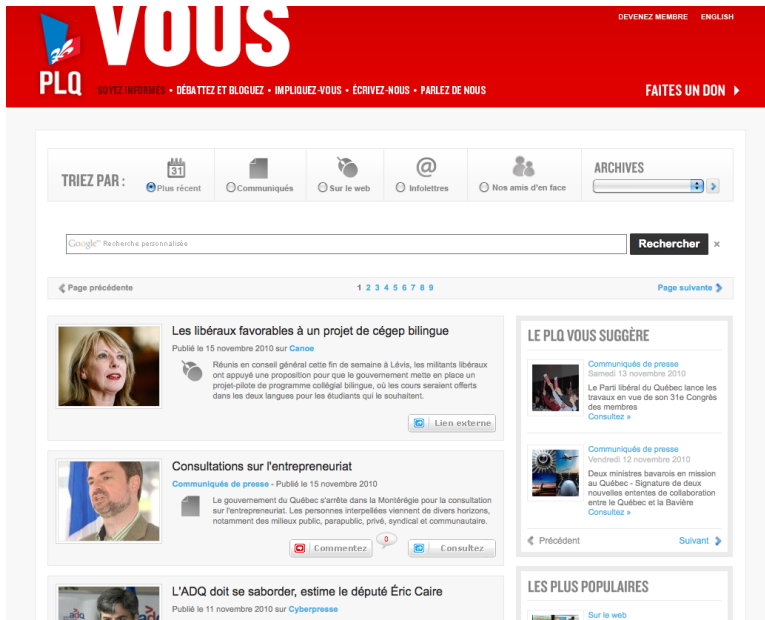 DEVENEZ MEMBRE ENGLISH
VOUS
PLQ
SOYEZ INFORMÉS • DÉBATTEZ ET BLOGUEZ • IMPLIQUEZ-VOUS • ÉCRIVEZ-NOUS • PARLEZ DE NOUS
FAITES UN DON
TRIEZ PAR :
31
Plus récent
Communiqués
Sur le web
@
Infolettres
Nos amis d'en face
ARCHIVES
Google™ Recherche personnalisée
Rechercher ×
Page précédente
1 2 3 4 5 6 7 8 9
Page suivante
Les libéraux favorables à un projet de cégep bilingue
Publié le 15 novembre 2010 sur Canoe
Réunis en conseil général cette fin de semaine à Lévis, les militants libéraux
ont appuyé une proposition pour que le gouvernement mette en place un
projet-pilote de programme collégial bilingue, où les cours seraient offerts
dans les deux langues pour les étudiants qui le souhaitent.
Lien externe
Consultations sur l'entrepreneuriat
Communiqués de presse - Publié le 15 novembre 2010
Le gouvernement du Québec s'arrête dans la Montérégie pour la consultation
sur l'entrepreneuriat. Les personnes interpellées viennent de divers horizons,
notamment des milieux public, parapublic, privé, syndical et communautaire.
Commentez
0
Consultez
L'ADQ doit se saborder, estime le député Éric Caire
Publié le 11 novembre 2010 sur Cyberpresse
adq
LE PLQ VOUS SUGGÈRE
Communiqués de presse
Samedi 13 novembre 2010
Le Parti libéral du Québec lance les
travaux en vue de son 31e Congrès
des membres
Consultez »
Communiqués de presse
Vendredi 12 novembre 2010
Deux ministres bavarois en mission
au Québec - Signature de deux
nouvelles ententes de collaboration
entre le Québec et la Bavière
Consultez »
Précédent
Suivant
LES PLUS POPULAIRES
Sur le web